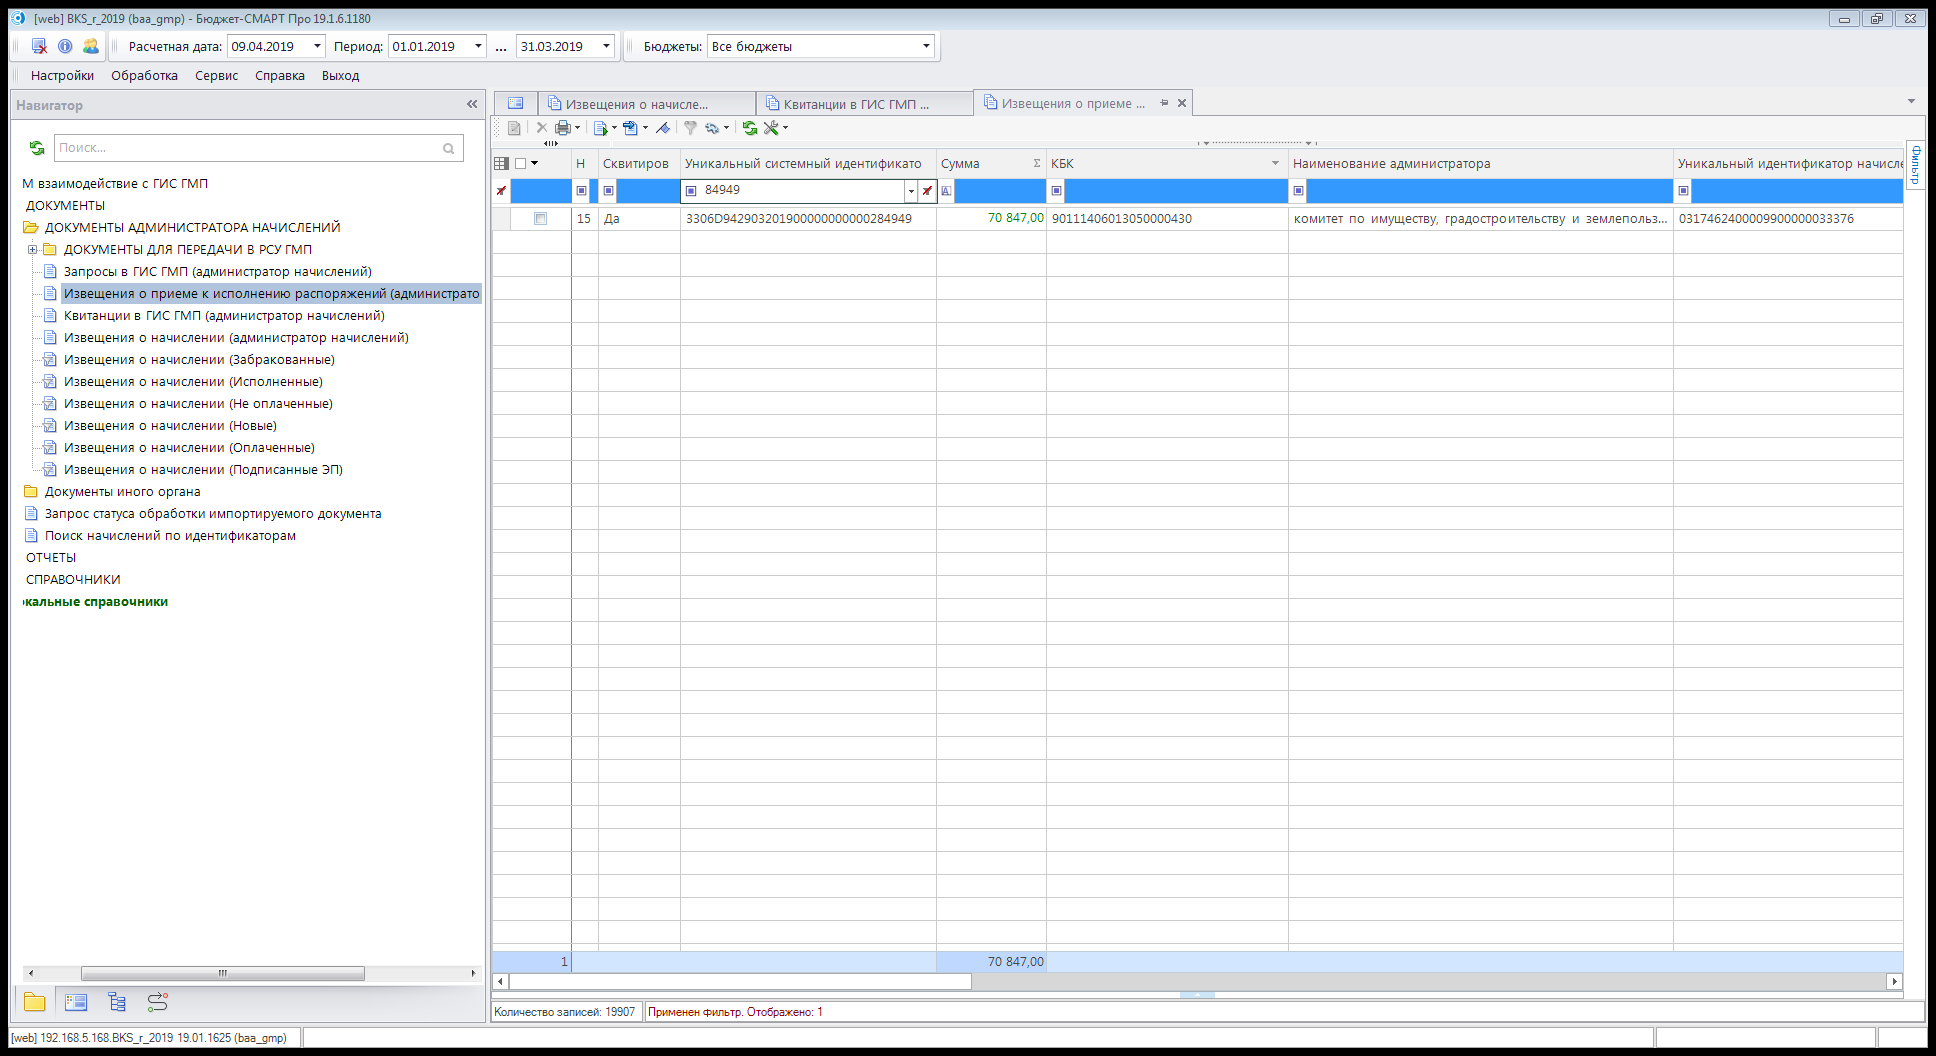 [web] BKS_r_2019 (baa_gmp) - Бюджет-СМАРТ Про 19.1.6.1180
Расчетная дата: 09.04.2019 Период: 01.01.2019 ... 31.03.2019 Бюджеты: Все бюджеты
Настройки Обработка Сервис Справка Выход
Навигатор
Поиск...
М взаимодействие с ГИС ГМП
ДОКУМЕНТЫ
ДОКУМЕНТЫ АДМИНИСТРАТОРА НАЧИСЛЕНИЙ
ДОКУМЕНТЫ ДЛЯ ПЕРЕДАЧИ В РСУ ГМП
Запросы в ГИС ГМП (администратор начислений)
Извещения о приеме к исполнению распоряжений (администрато
Квитанции в ГИС ГМП (администратор начислений)
Извещения о начислении (администратор начислений)
Извещения о начислении (Забракованные)
Извещения о начислении (Исполненные)
Извещения о начислении (Не оплаченные)
Извещения о начислении (Новые)
Извещения о начислении (Оплаченные)
Извещения о начислении (Подписанные ЭП)
Документы иного органа
Запрос статуса обработки импортируемого документа
Поиск начислений по идентификаторам
ОТЧЕТЫ
СПРАВОЧНИКИ
окальные справочники
Извещения о начисле... Квитанции в ГИС ГМП ... Извещения о приеме ...
Н Сквитиров Уникальный системный идентификато Сумма Σ КБК Наименование администратора Уникальный идентификатор начисле
84949
15 Да 3306D94290320190000000000284949 70 847,00 90111406013050000430 комитет по имуществу, градостроительству и землепольз... 0317462400009900000033376
1 70 847,00
Фильтр
Количество записей: 19907 Применен фильтр. Отображено: 1
[web] 192.168.5.168.BKS_r_2019 19.01.1625 (baa_gmp)